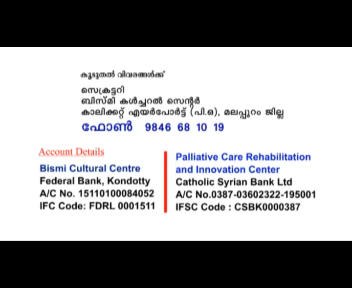 കൂടുതൽ വിവരങ്ങൾക്ക്
സെക്രട്ടറി
ബിസ്മി കൾച്ചറൽ സെന്റർ
കാലിക്കറ്റ് എയർപോർട്ട് (പി.ഒ), മലപ്പുറം ജില്ല
ഫോൺ 9846 68 10 19
Account Details
Bismi Cultural Centre
Federal Bank, Kondotty
A/C No. 15110100084052
IFC Code: FDRL 0001511
Palliative Care Rehabilitation
and Innovation Center
Catholic Syrian Bank Ltd
A/C No.0387-03602322-195001
IFSC Code : CSBK0000387